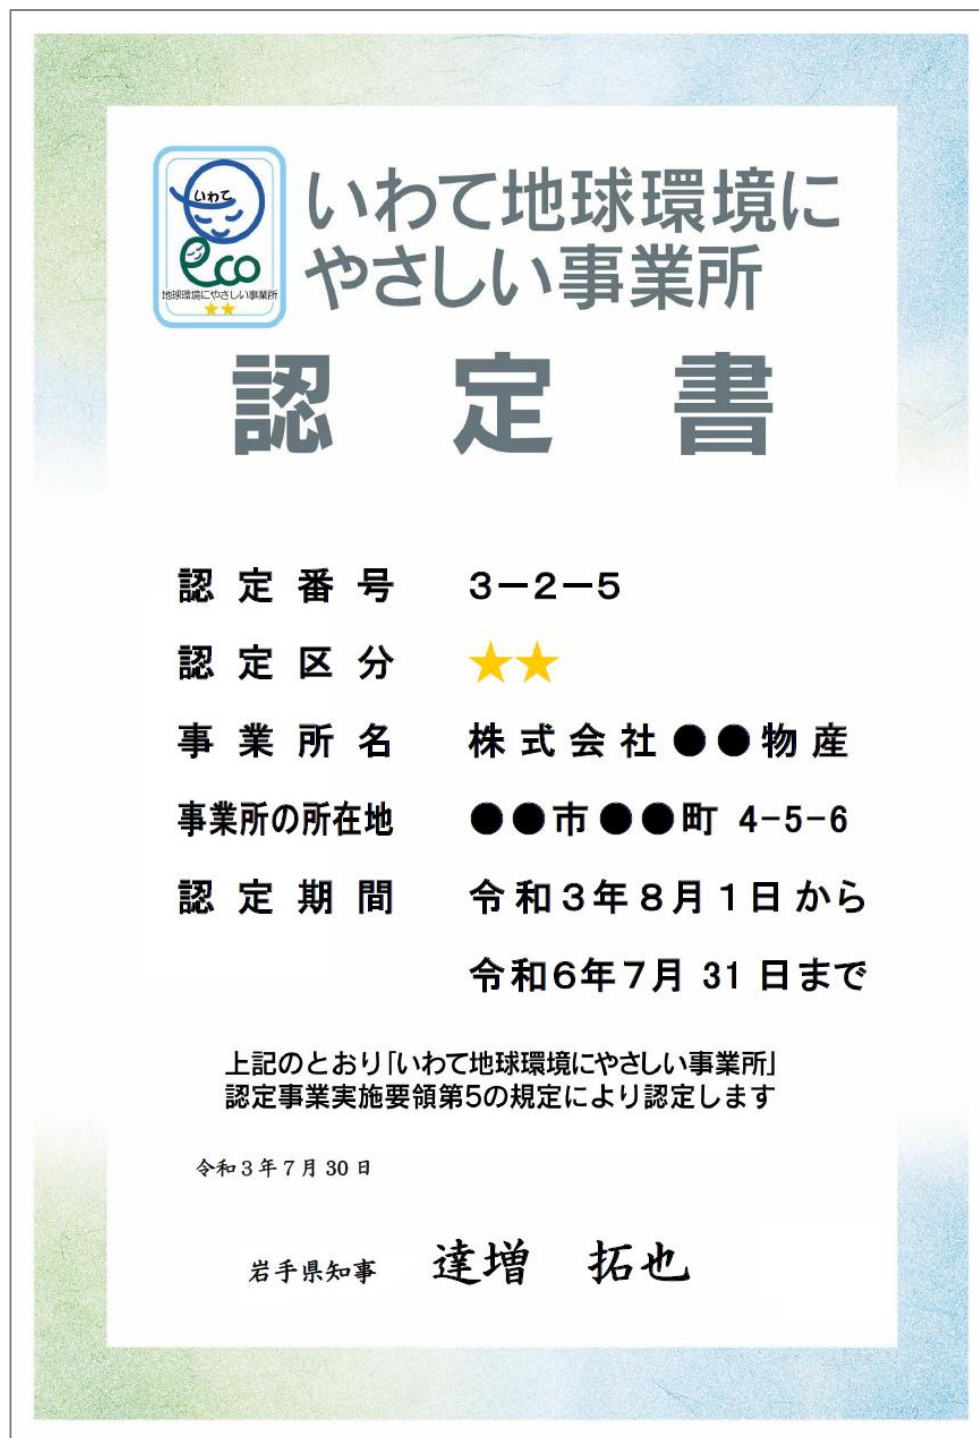 いわて
eco
地球環境にやさしい事業所
★★
いわて地球環境に
やさしい事業所
認定書
認定番号 3－2－5
認定区分 ★★
事業所名 株式会社●●物産
事業所の所在地 ●●市●●町 4-5-6
認定期間 令和3年8月1日から
令和6年7月31日まで
上記のとおり「いわて地球環境にやさしい事業所」
認定事業実施要領第5の規定により認定します
令和3年7月30日
岩手県知事 達増 拓也